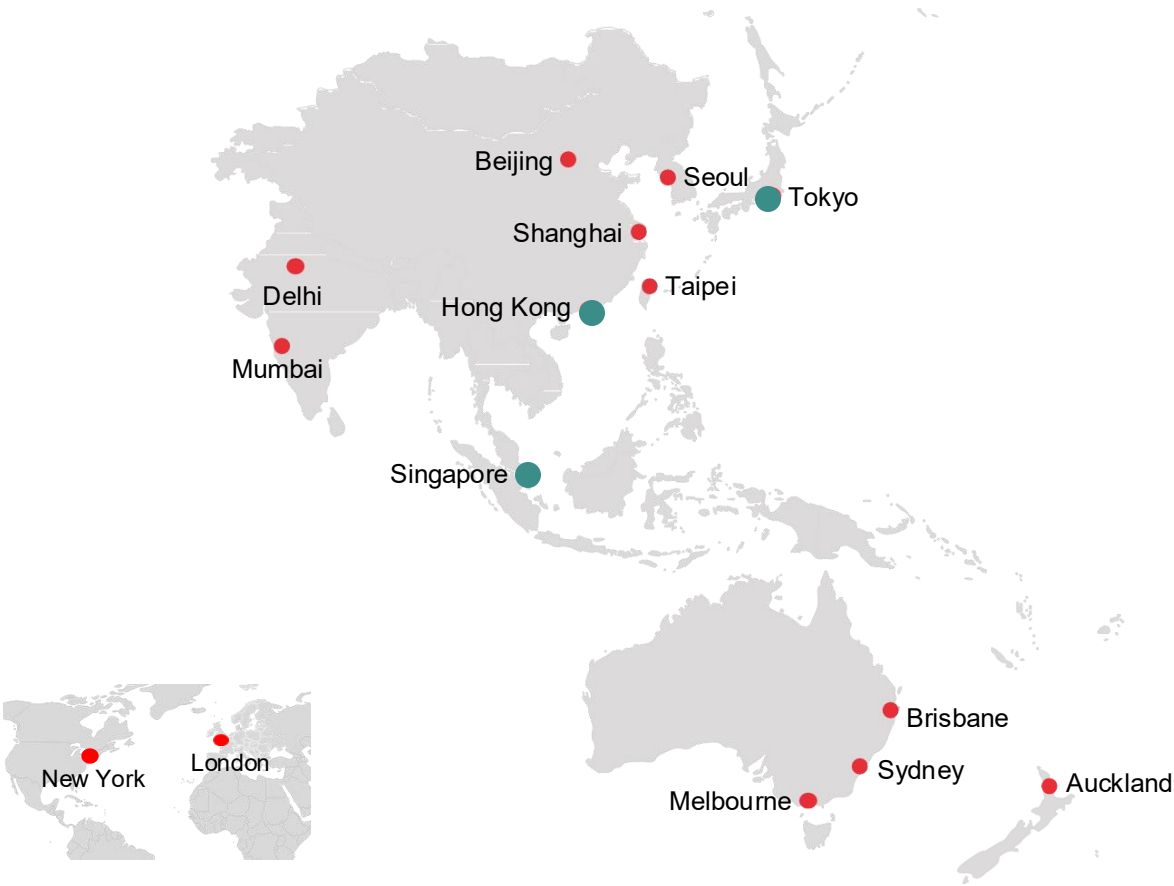 Beijing
Seoul
Tokyo
Shanghai
Delhi
Taipei
Hong Kong
Mumbai
Singapore
Brisbane
London
New York
Sydney
Auckland
Melbourne